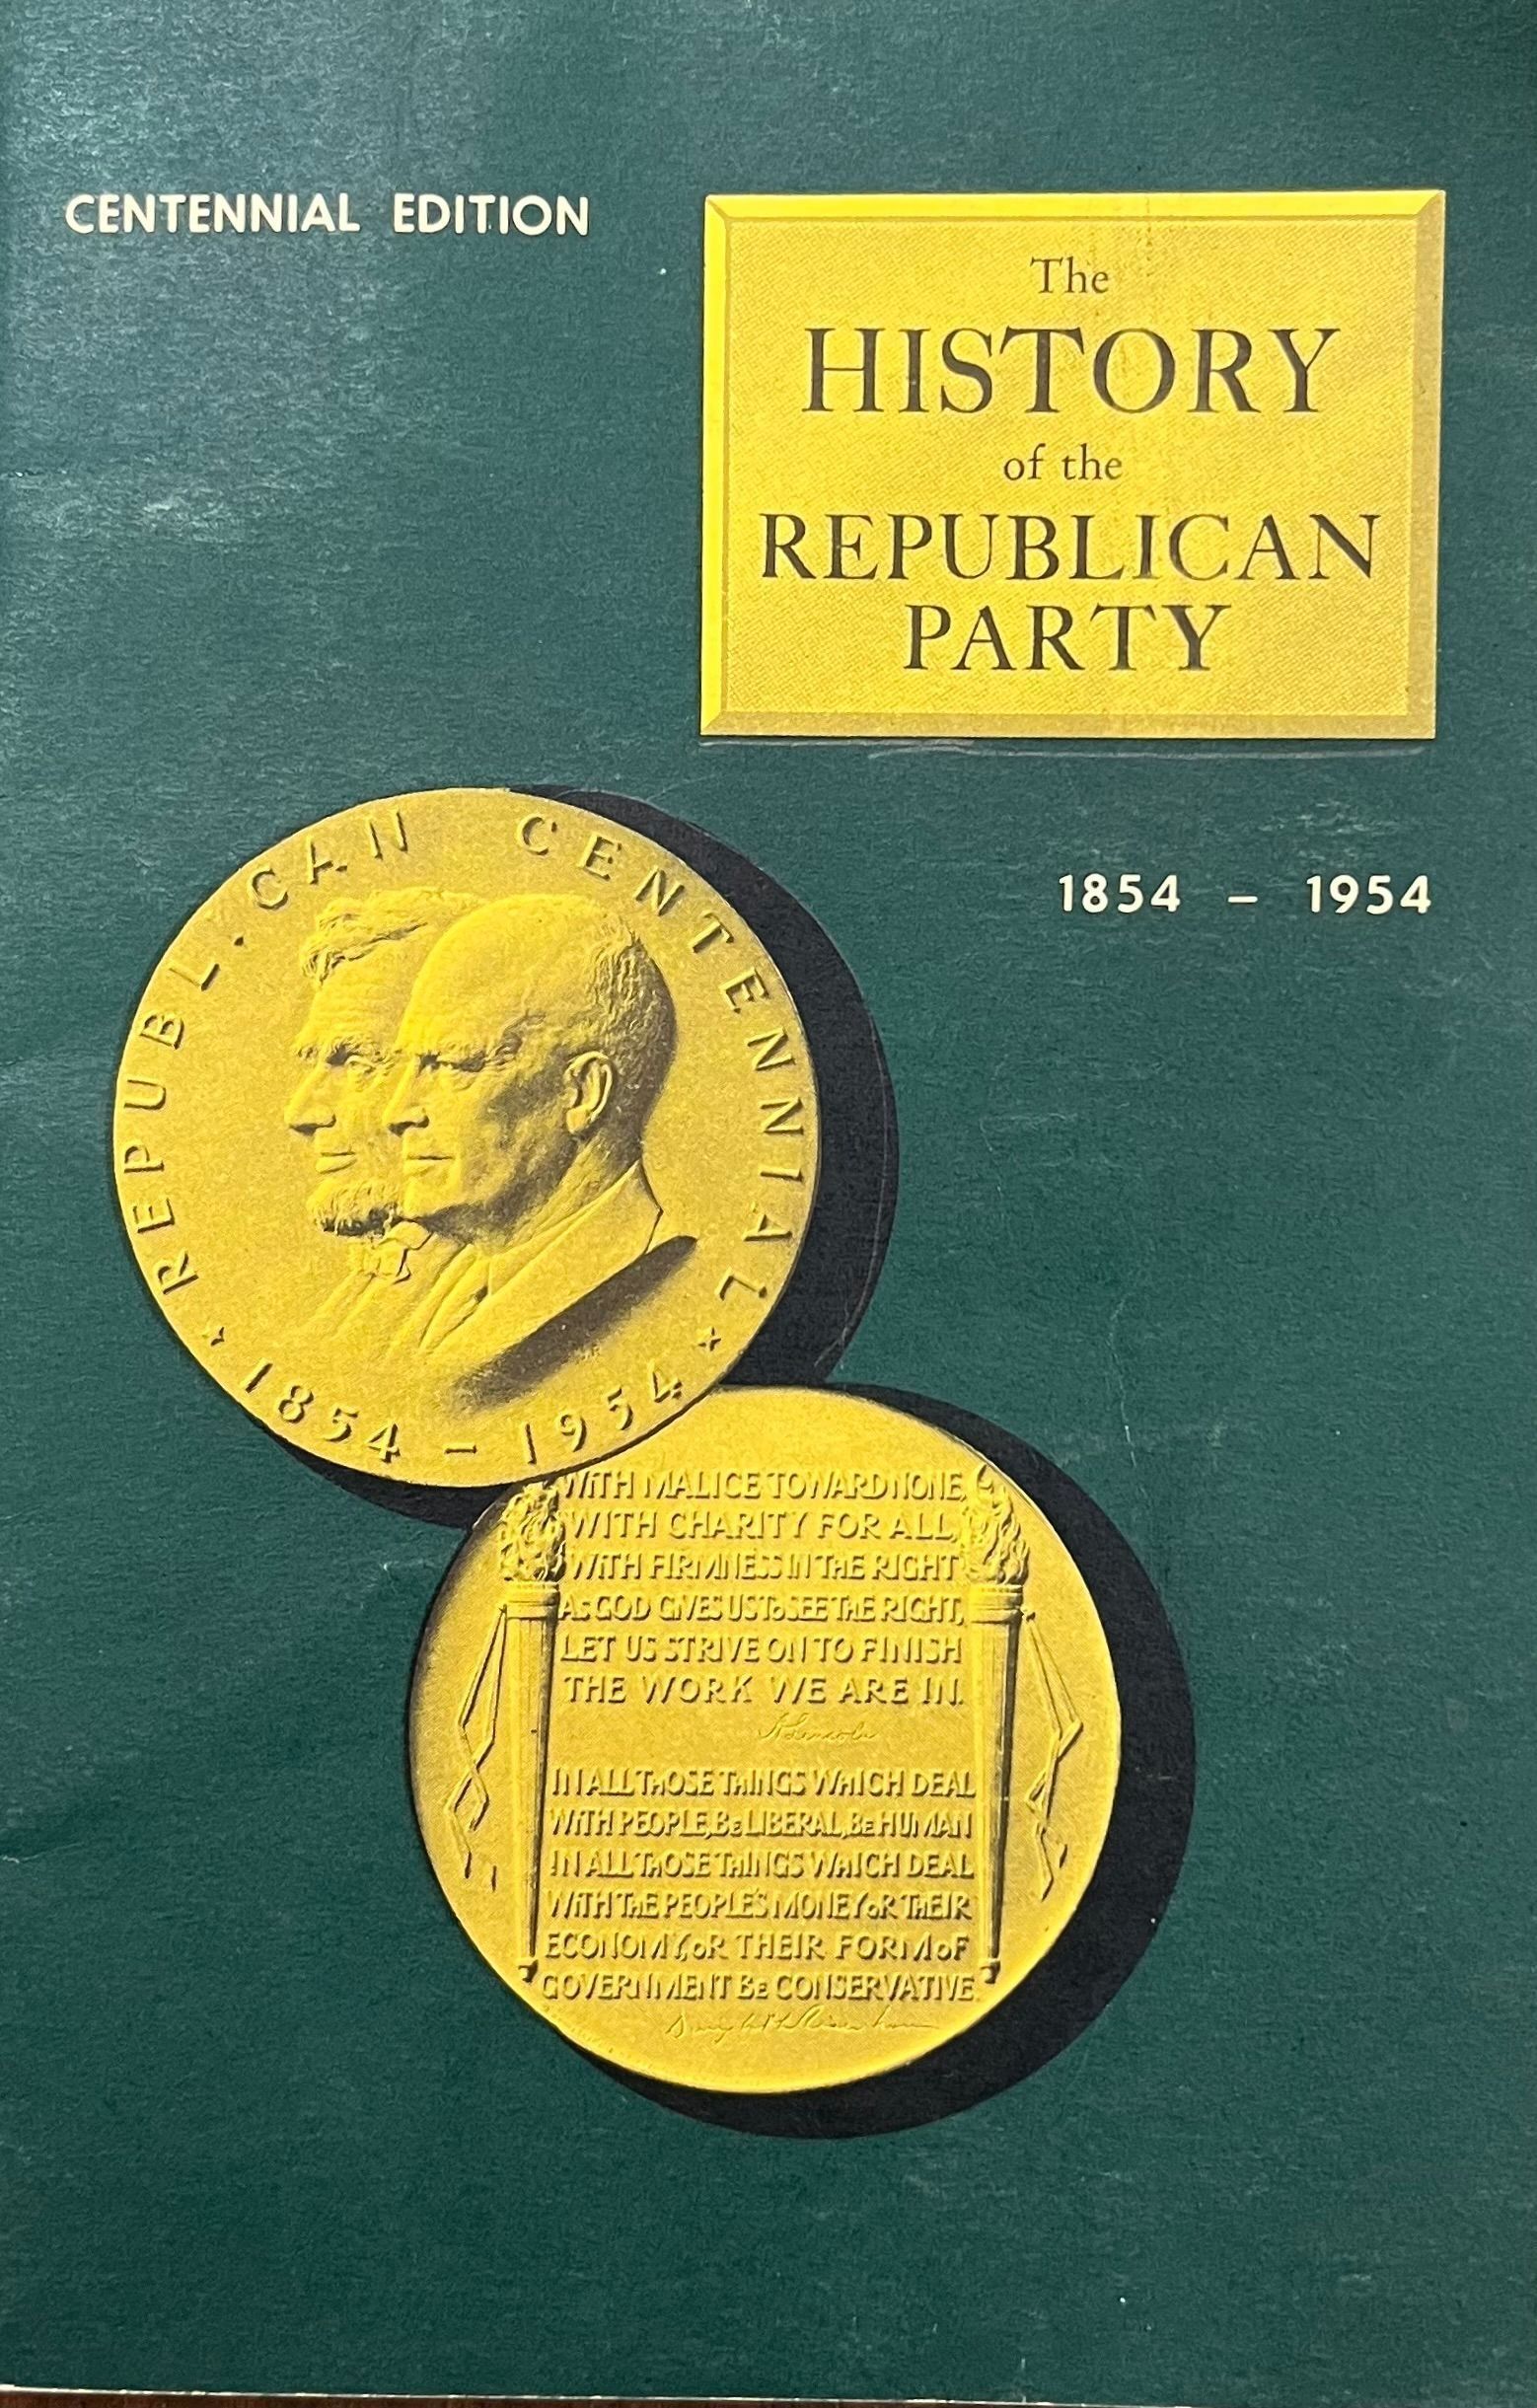 CENTENNIAL EDITION
The
HISTORY
of the
REPUBLICAN
PARTY
1854 – 1954
REPUBLICAN CENTENNIAL
★ 1854 – 1954 ★
WITH MALICE TOWARD NONE,
WITH CHARITY FOR ALL,
WITH FIRMNESS IN THE RIGHT
AS GOD GIVES US TO SEE THE RIGHT,
LET US STRIVE ON TO FINISH
THE WORK WE ARE IN.
A. Lincoln
IN ALL THOSE THINGS WHICH DEAL
WITH PEOPLE, BE LIBERAL, BE HUMAN
IN ALL THOSE THINGS WHICH DEAL
WITH THE PEOPLE'S MONEY OR THEIR
ECONOMY, OR THEIR FORM OF
GOVERNMENT BE CONSERVATIVE
Dwight D Eisenhower